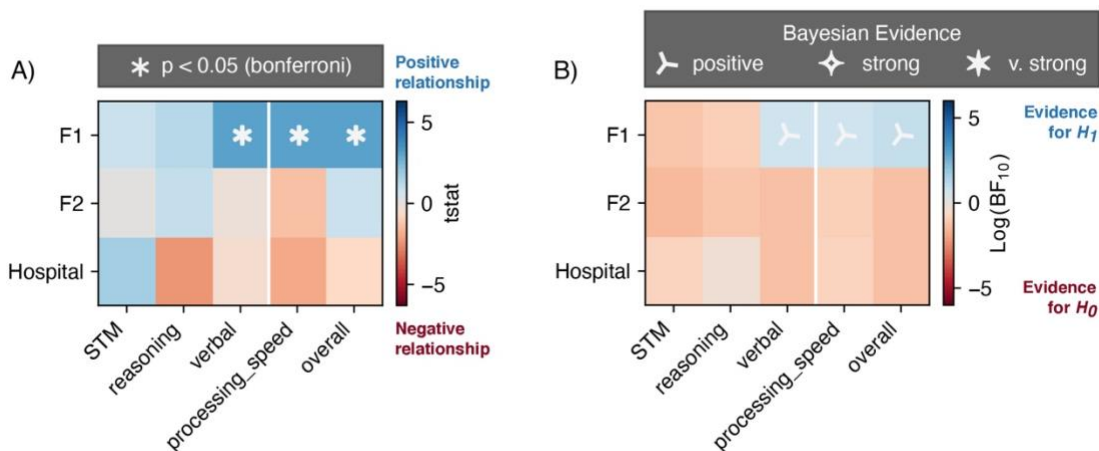 A)
✱ p < 0.05 (bonferroni)
Positive
relationship
F1
F2
Hospital
STM
reasoning
verbal
processing_speed
overall
5
0
−5
tstat
Negative
relationship
B)
Bayesian Evidence
positive
strong
v. strong
Evidence
for H1
F1
F2
Hospital
STM
reasoning
verbal
processing_speed
overall
5
0
−5
Log(BF10)
Evidence
for H0